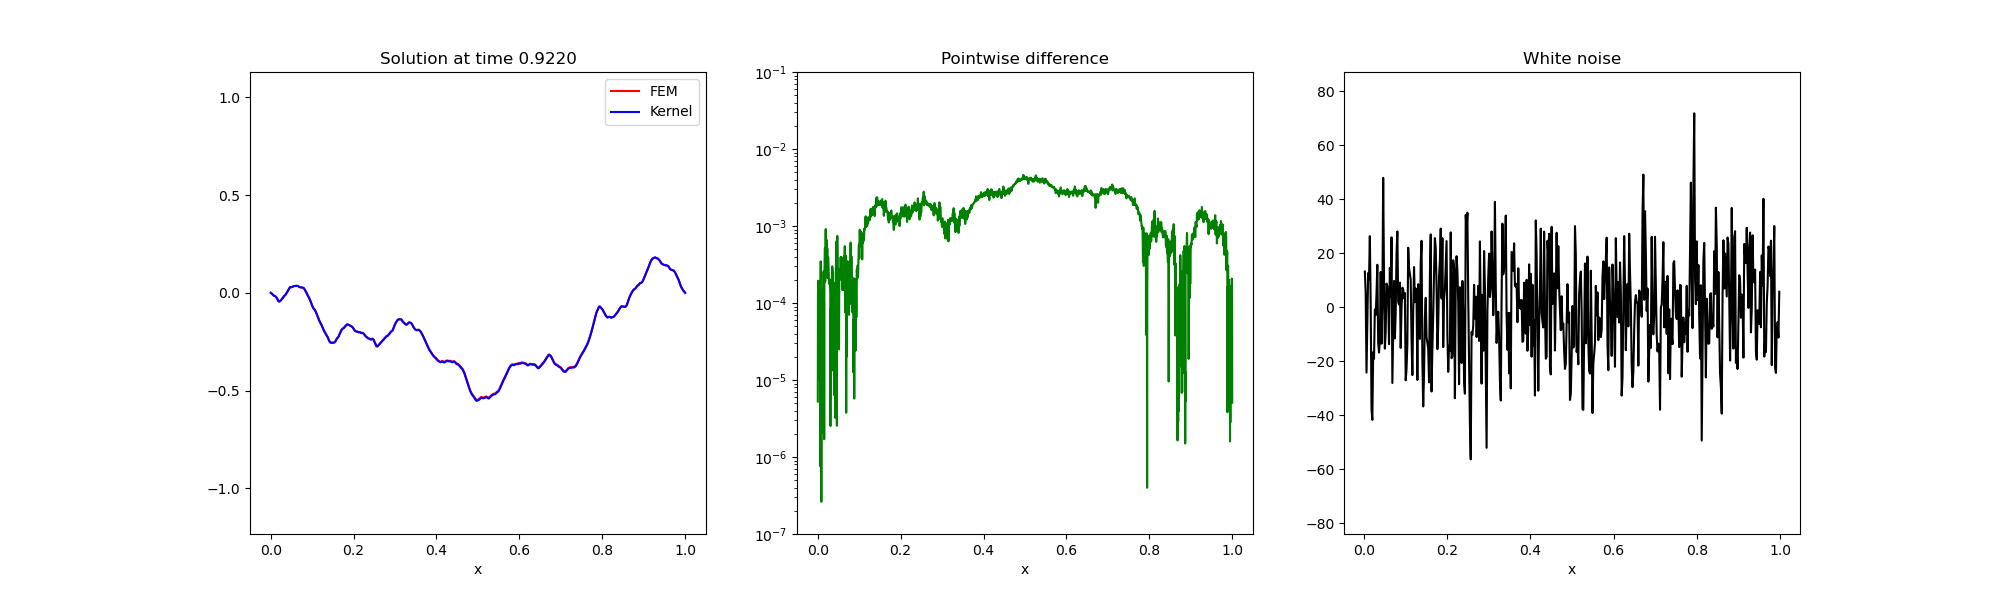 Solution at time 0.9220
1.0
0.5
0.0
−0.5
−1.0
0.0 0.2 0.4 0.6 0.8 1.0
x
FEM
Kernel
Pointwise difference
10⁻¹
10⁻²
10⁻³
10⁻⁴
10⁻⁵
10⁻⁶
10⁻⁷
0.0 0.2 0.4 0.6 0.8 1.0
x
White noise
80
60
40
20
0
−20
−40
−60
−80
0.0 0.2 0.4 0.6 0.8 1.0
x